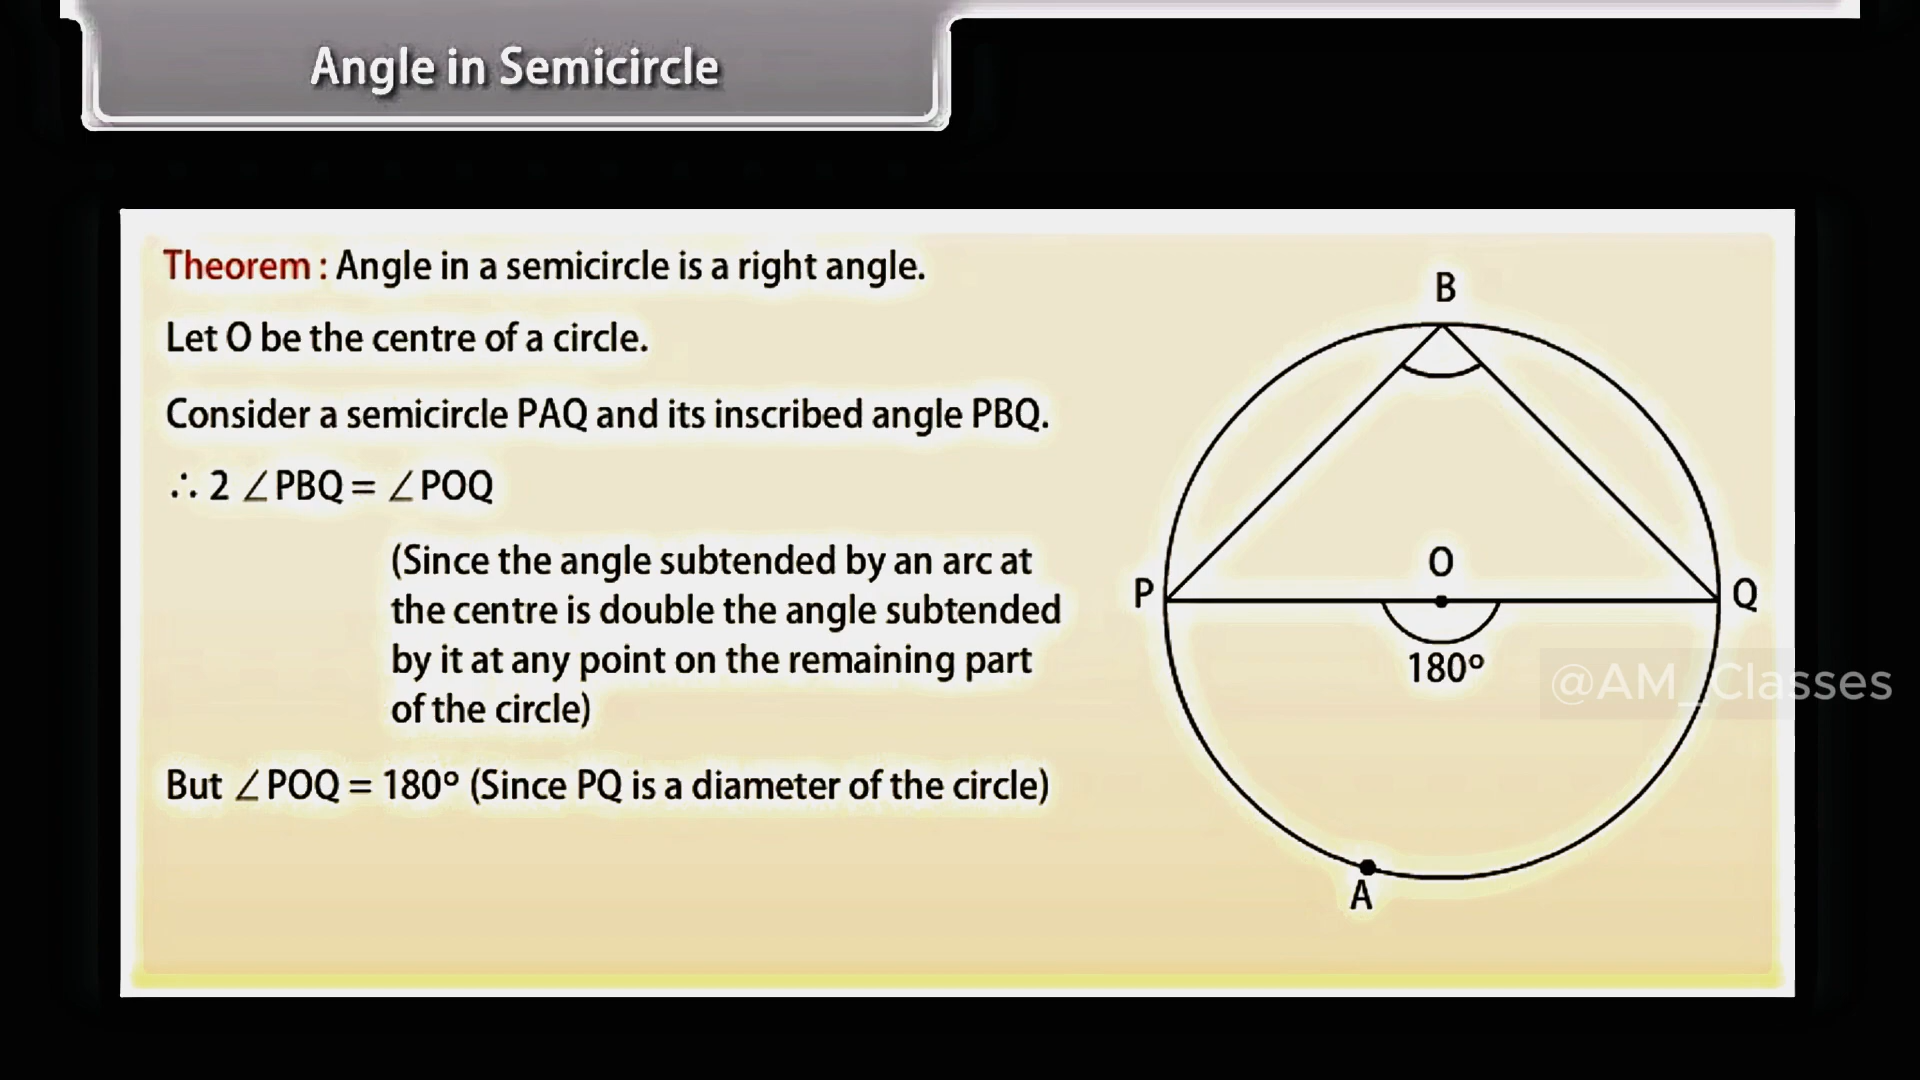 Angle in Semicircle
Theorem : Angle in a semicircle is a right angle.
Let O be the centre of a circle.
Consider a semicircle PAQ and its inscribed angle PBQ.
∴ 2 ∠PBQ = ∠POQ
(Since the angle subtended by an arc at
the centre is double the angle subtended
by it at any point on the remaining part
of the circle)
But ∠POQ = 180º (Since PQ is a diameter of the circle)
B
O
P
Q
180º
A
@AM_Classes